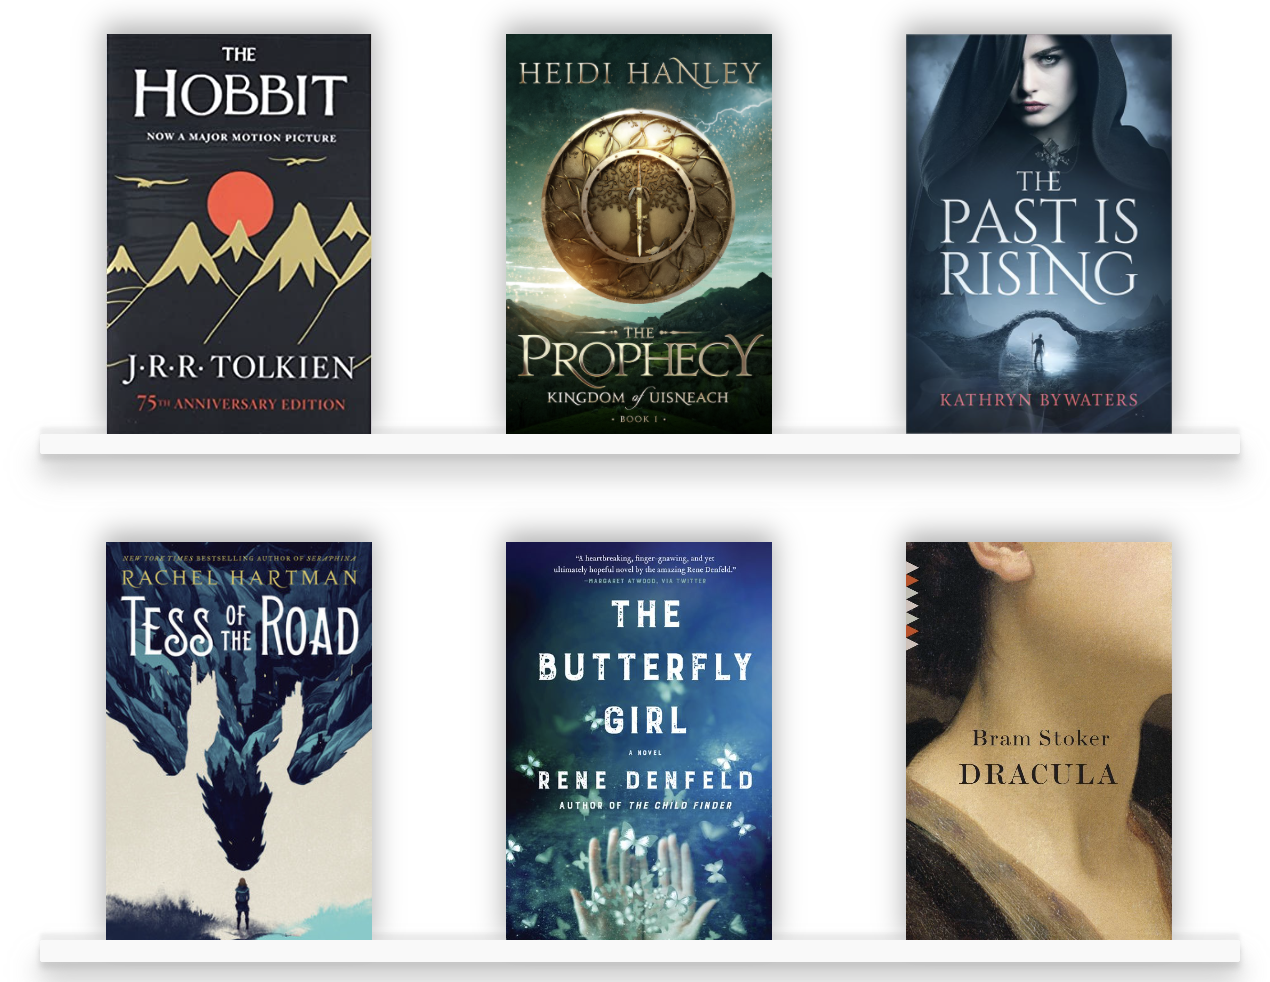 THE
HOBBIT
NOW A MAJOR MOTION PICTURE
J·R·R·TOLKIEN
75TH ANNIVERSARY EDITION
HEIDI HANLEY
THE
PROPHECY
KINGDOM of UISNEACH
• BOOK 1 •
THE
PAST IS
RISING
KATHRYN BYWATERS
NEW YORK TIMES BESTSELLING AUTHOR OF SERAPHINA
RACHEL HARTMAN
TESS OF THE ROAD
"A heartbreaking, finger-gnawing, and yet
ultimately hopeful novel by the amazing Rene Denfeld."
–MARGARET ATWOOD, VIA TWITTER
THE
BUTTERFLY
GIRL
A NOVEL
RENE DENFELD
AUTHOR OF THE CHILD FINDER
Bram Stoker
DRACULA